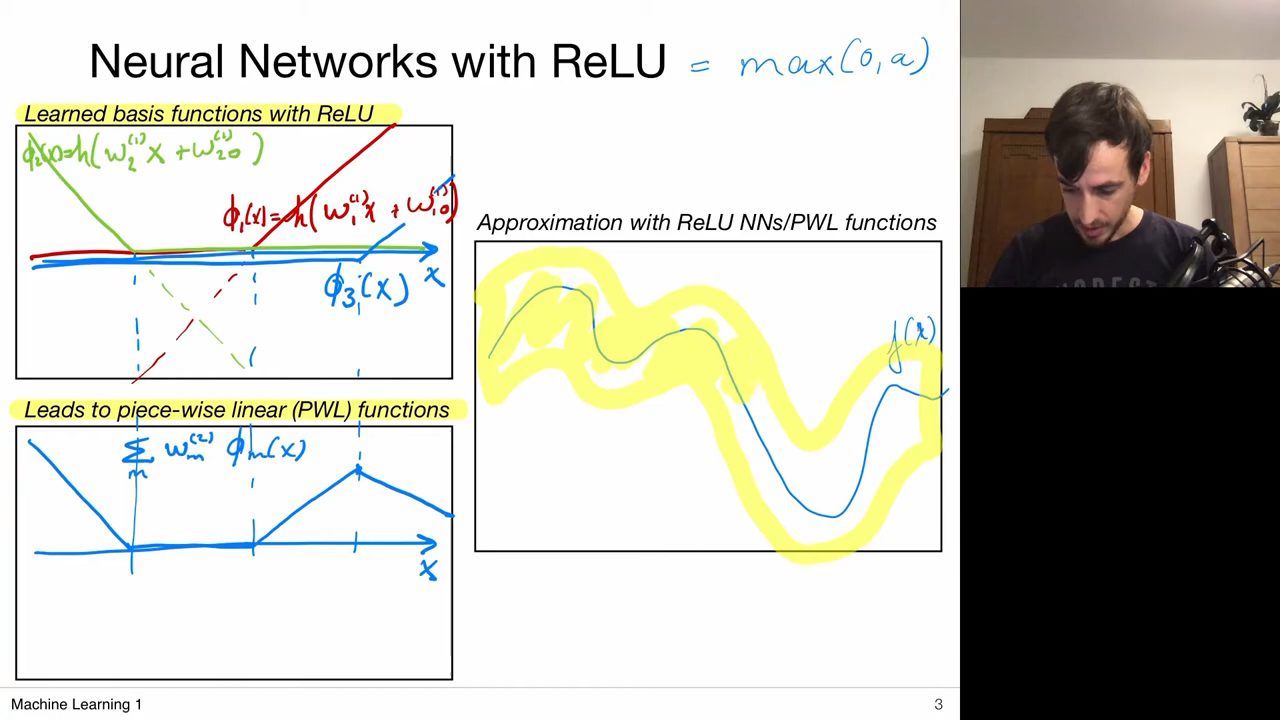 Neural Networks with ReLU = max(0,a)
Learned basis functions with ReLU
ϕ₂(x)=h(w₂⁽¹⁾x + w₂₀⁽¹⁾)
ϕ₁(x)=h(w₁⁽¹⁾x + w₁₀⁽¹⁾)
ϕ₃(x)
x
Leads to piece-wise linear (PWL) functions
Σₘ wₘ⁽²⁾ ϕₘ(x)
x
Approximation with ReLU NNs/PWL functions
f(x)
Machine Learning 1
3